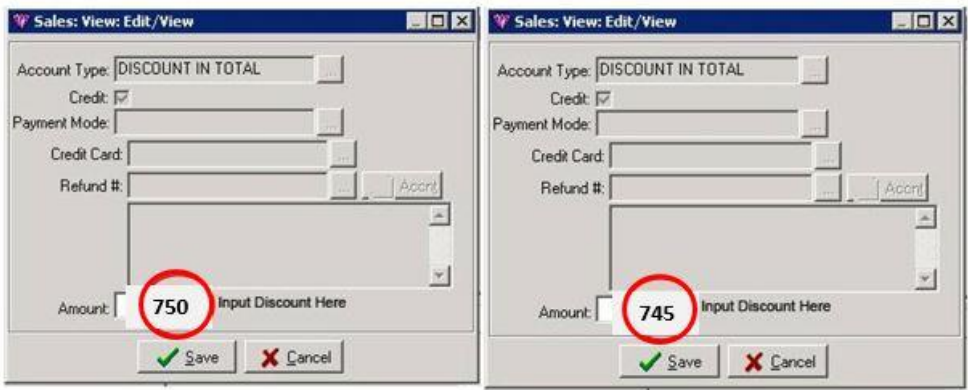 Sales: View: Edit/View
Account Type: DISCOUNT IN TOTAL ...
Credit:
Payment Mode: ...
Credit Card: ...
Refund #: ... Accnt
Amount: 750 Input Discount Here
Save Cancel
Sales: View: Edit/View
Account Type: DISCOUNT IN TOTAL ...
Credit:
Payment Mode: ...
Credit Card: ...
Refund #: ... Accnt
Amount: 745 Input Discount Here
Save Cancel